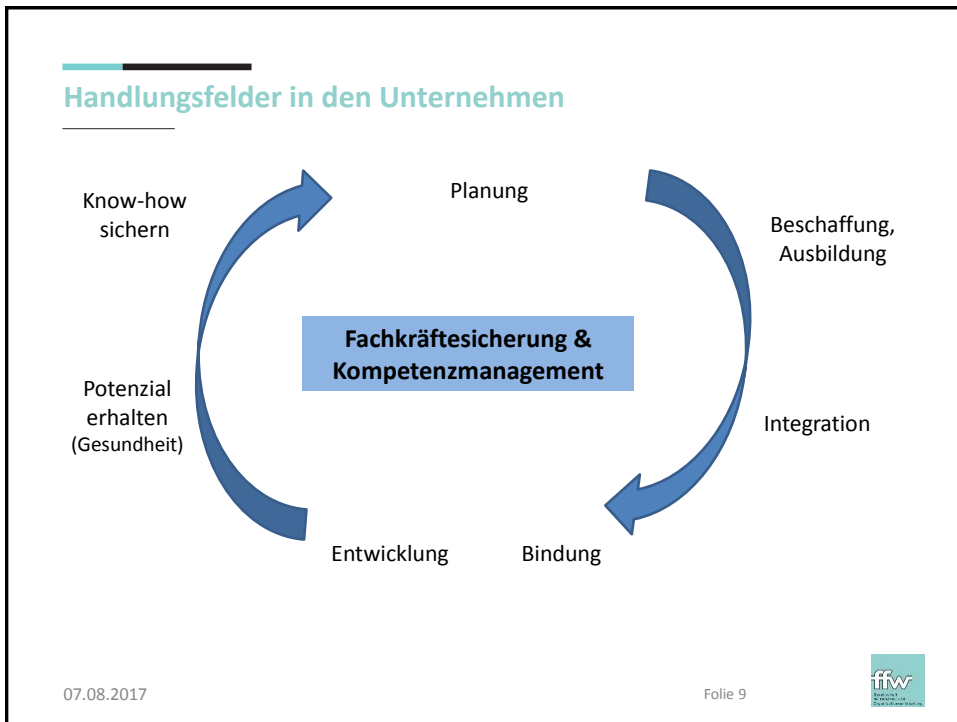 Handlungsfelder in den Unternehmen
Know-how
sichern
Planung
Beschaffung,
Ausbildung
Fachkräftesicherung &
Kompetenzmanagement
Potenzial
erhalten
(Gesundheit)
Integration
Entwicklung
Bindung
07.08.2017
Folie 9
ffw